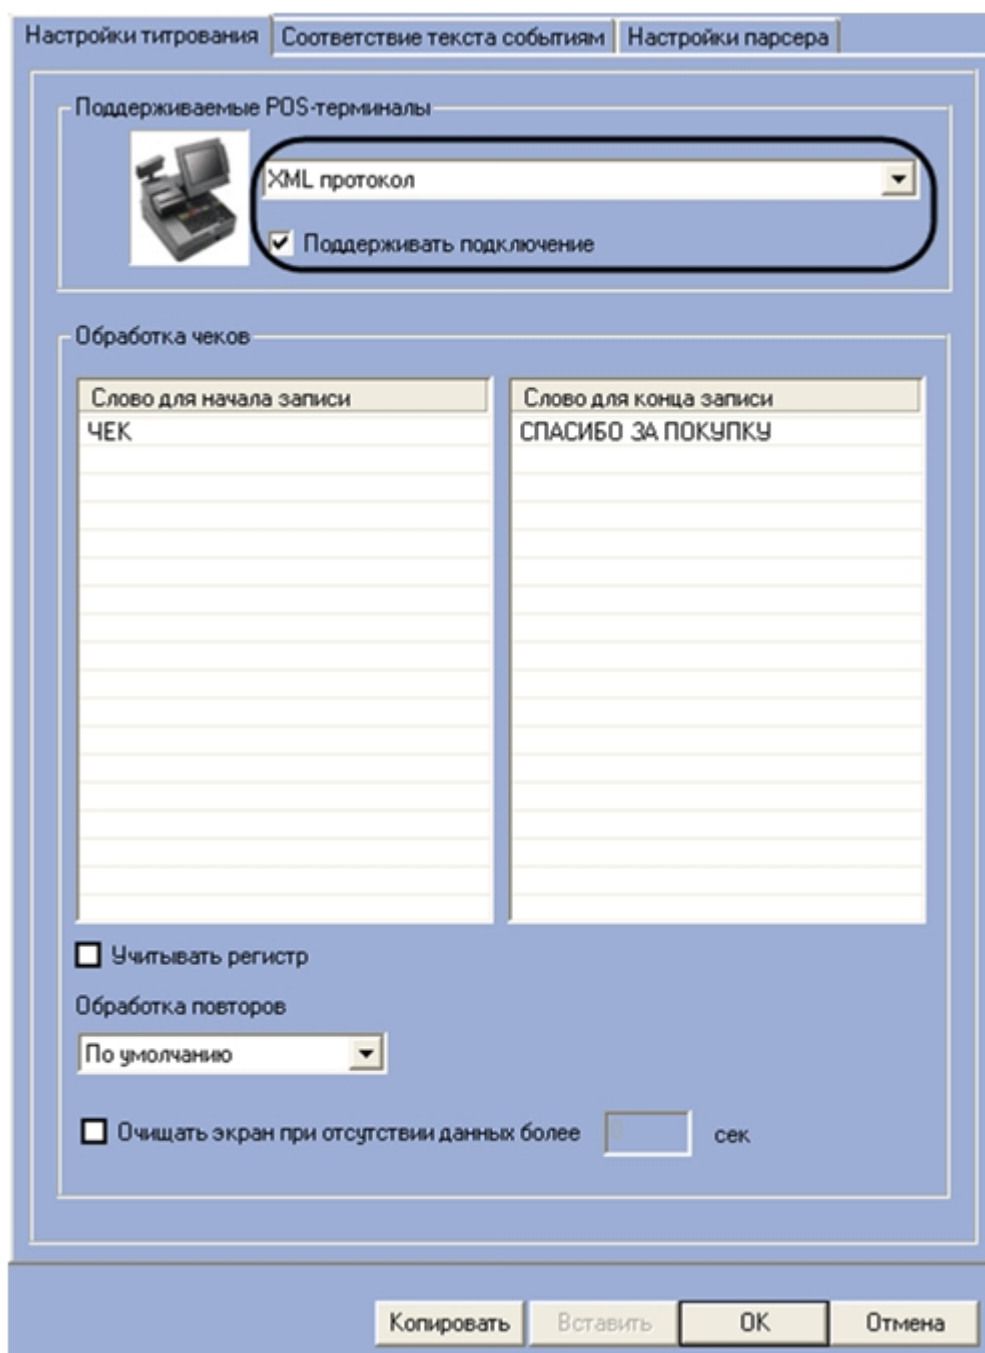 Настройки титрования Соответствие текста событиям Настройки парсера
Поддерживаемые POS-терминалы
XML протокол
Поддерживать подключение
Обработка чеков
Слово для начала записи Слово для конца записи
ЧЕК СПАСИБО ЗА ПОКУПКУ
Учитывать регистр
Обработка повторов
По умолчанию
Очищать экран при отсутствии данных более 0 сек
Копировать Вставить OK Отмена